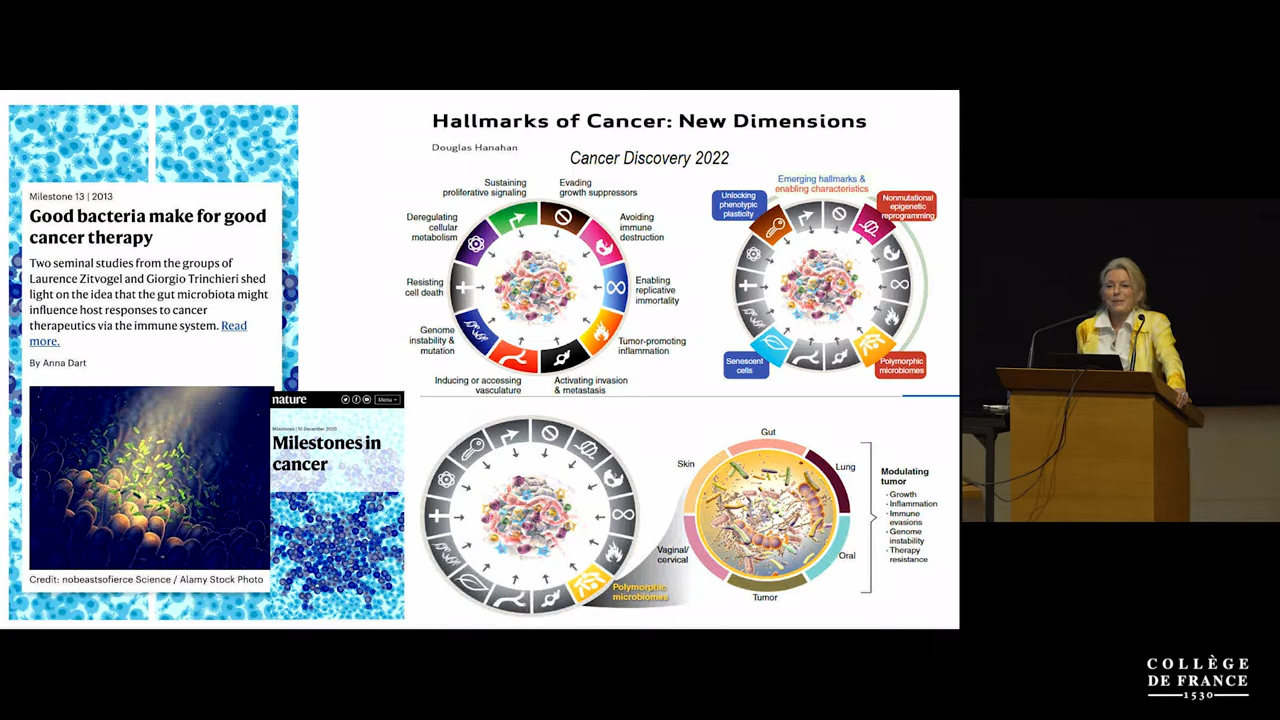 Milestone 13 | 2013
Good bacteria make for good
cancer therapy
Two seminal studies from the groups of
Laurence Zitvogel and Giorgio Trinchieri shed
light on the idea that the gut microbiota might
influence host responses to cancer
therapeutics via the immune system. Read
more.
By Anna Dart
Credit: nobeastsofierce Science / Alamy Stock Photo
nature
Menu
Milestones | 10 December 2020
Milestones in
cancer
Hallmarks of Cancer: New Dimensions
Douglas Hanahan
Cancer Discovery 2022
Sustaining
proliferative signaling
Evading
growth suppressors
Deregulating
cellular
metabolism
Avoiding
immune
destruction
Resisting
cell death
Enabling
replicative
immortality
Genome
instability &
mutation
Tumor-promoting
inflammation
Inducing or accessing
vasculature
Activating invasion
& metastasis
Emerging hallmarks &
enabling characteristics
Unlocking
phenotypic
plasticity
Nonmutational
epigenetic
reprogramming
Senescent
cells
Polymorphic
microbiomes
Polymorphic
microbiomes
Gut
Skin
Lung
Vaginal/
cervical
Oral
Tumor
Modulating
tumor
- Growth
- Inflammation
- Immune
evasions
- Genome
instability
- Therapy
resistance
COLLÈGE
DE FRANCE
1530